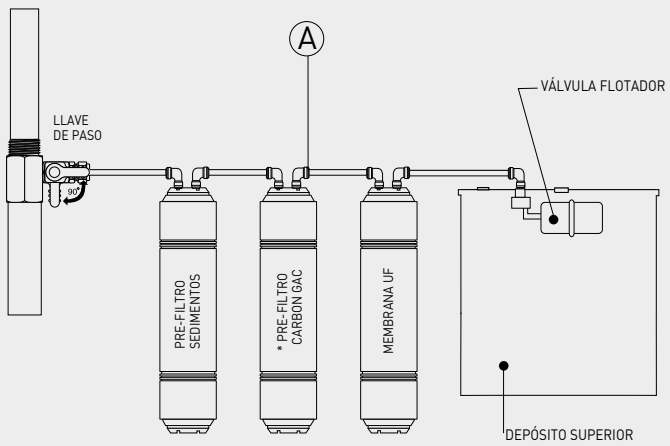 A
VÁLVULA FLOTADOR
LLAVE
DE PASO
90°
PRE-FILTRO
SEDIMENTOS
* PRE-FILTRO
CARBON GAC
MEMBRANA UF
DEPÓSITO SUPERIOR